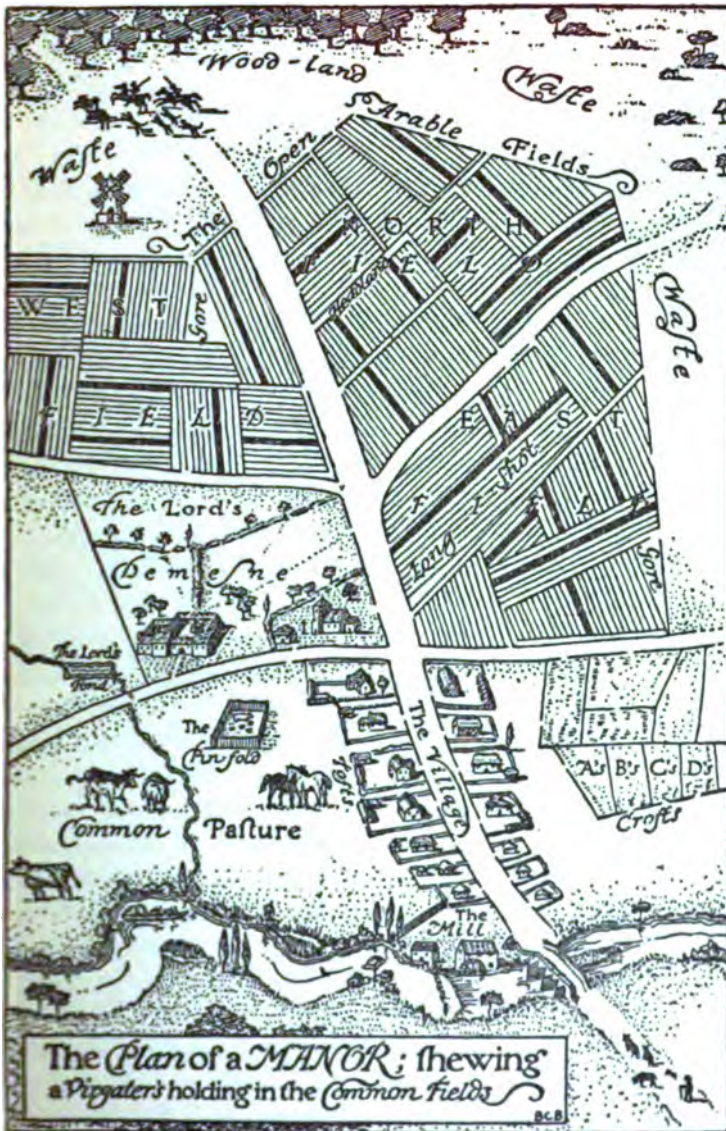 Wood-land
Waſte
Waſte
The Open Arable Fields
NORTH
FIELD
Headland
WEST
Gore
FIELD
Waſte
EAST
FIELD
Long Shot
Gore
The Lord's
Demeſne
The Lord's
Pond
The
Pinfold
The Village
Tofts
A's B's C's D's
Crofts
Common Paſture
The
Mill
The Plan of a MANOR; ſhewing
a Virgater's holding in the Common Fields
BCB